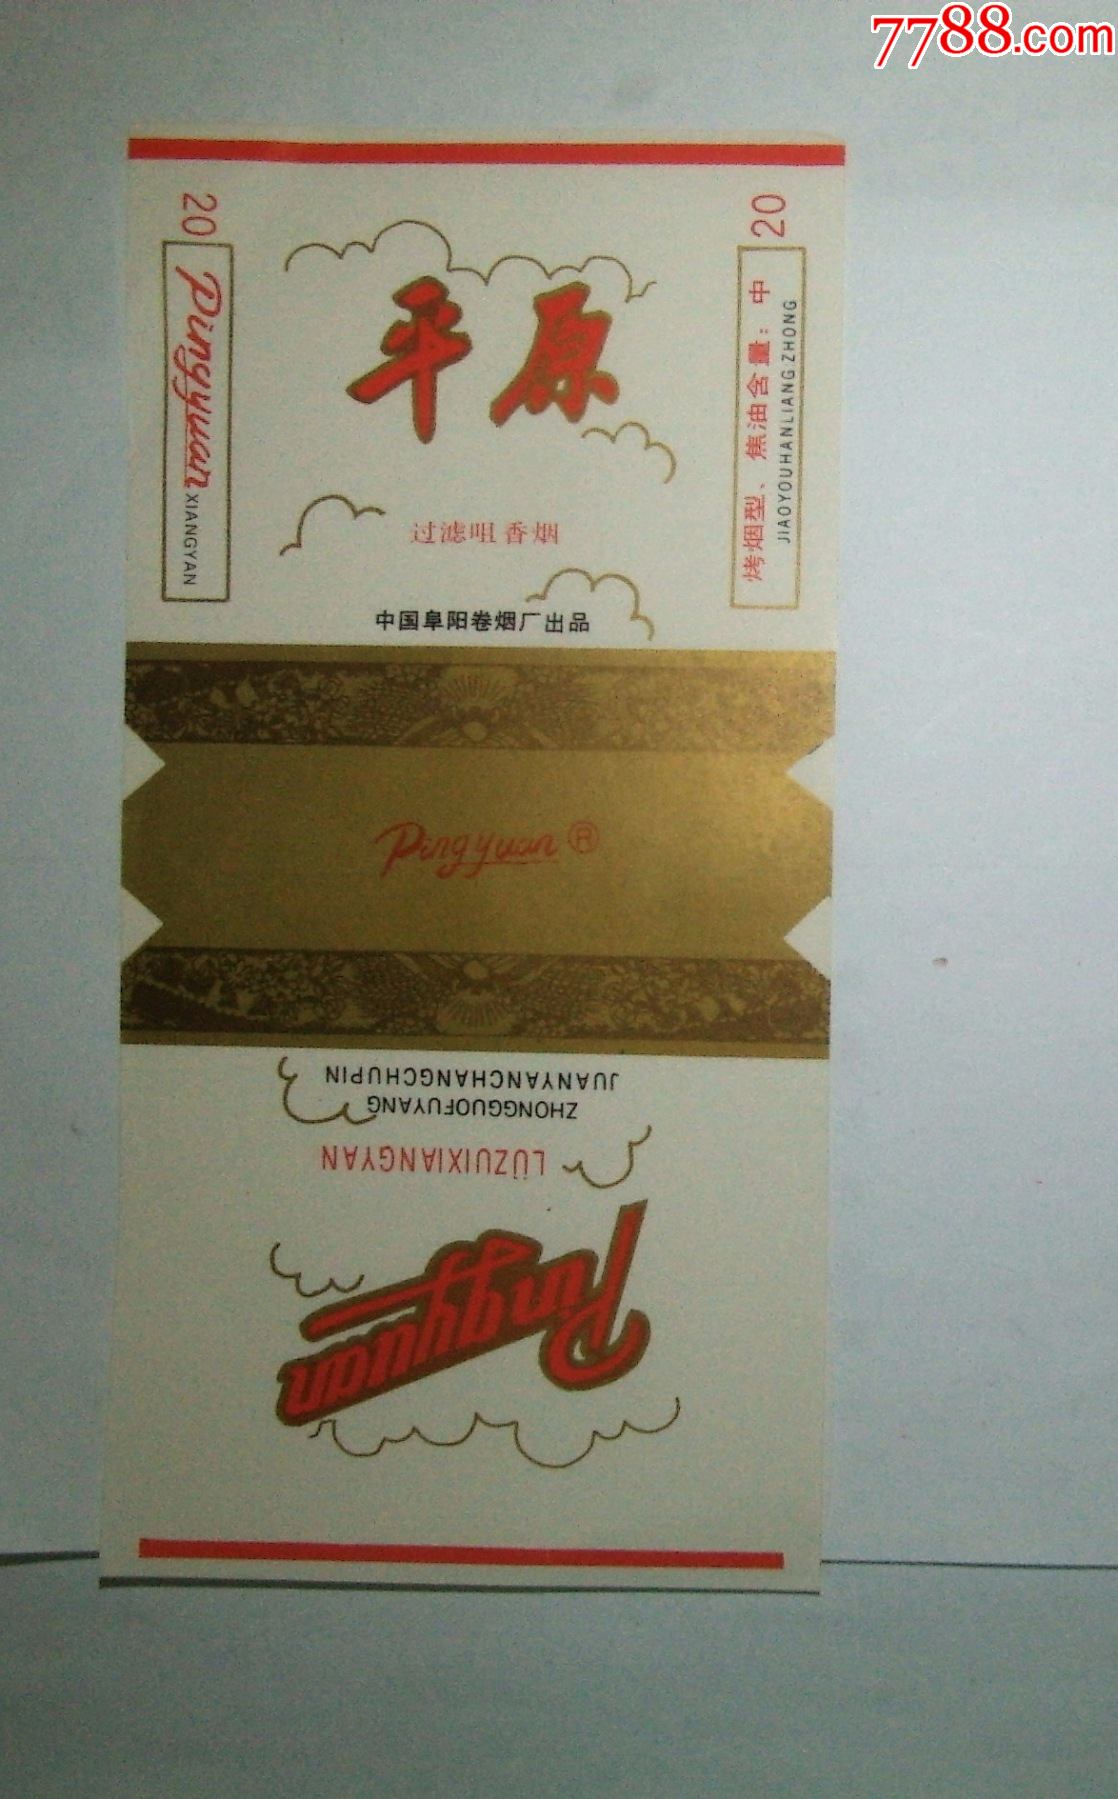 7788.com
20
Pingyuan XIANGYAN
平原
过滤咀香烟
中国阜阳卷烟厂出品
20
烤烟型、焦油含量：中
JIAOYOUHANLIANG:ZHONG
Pingyuan ®
Pingyuan
LÜZUIXIANGYAN
ZHONGGUOFUYANG
JUANYANCHANGCHUPIN